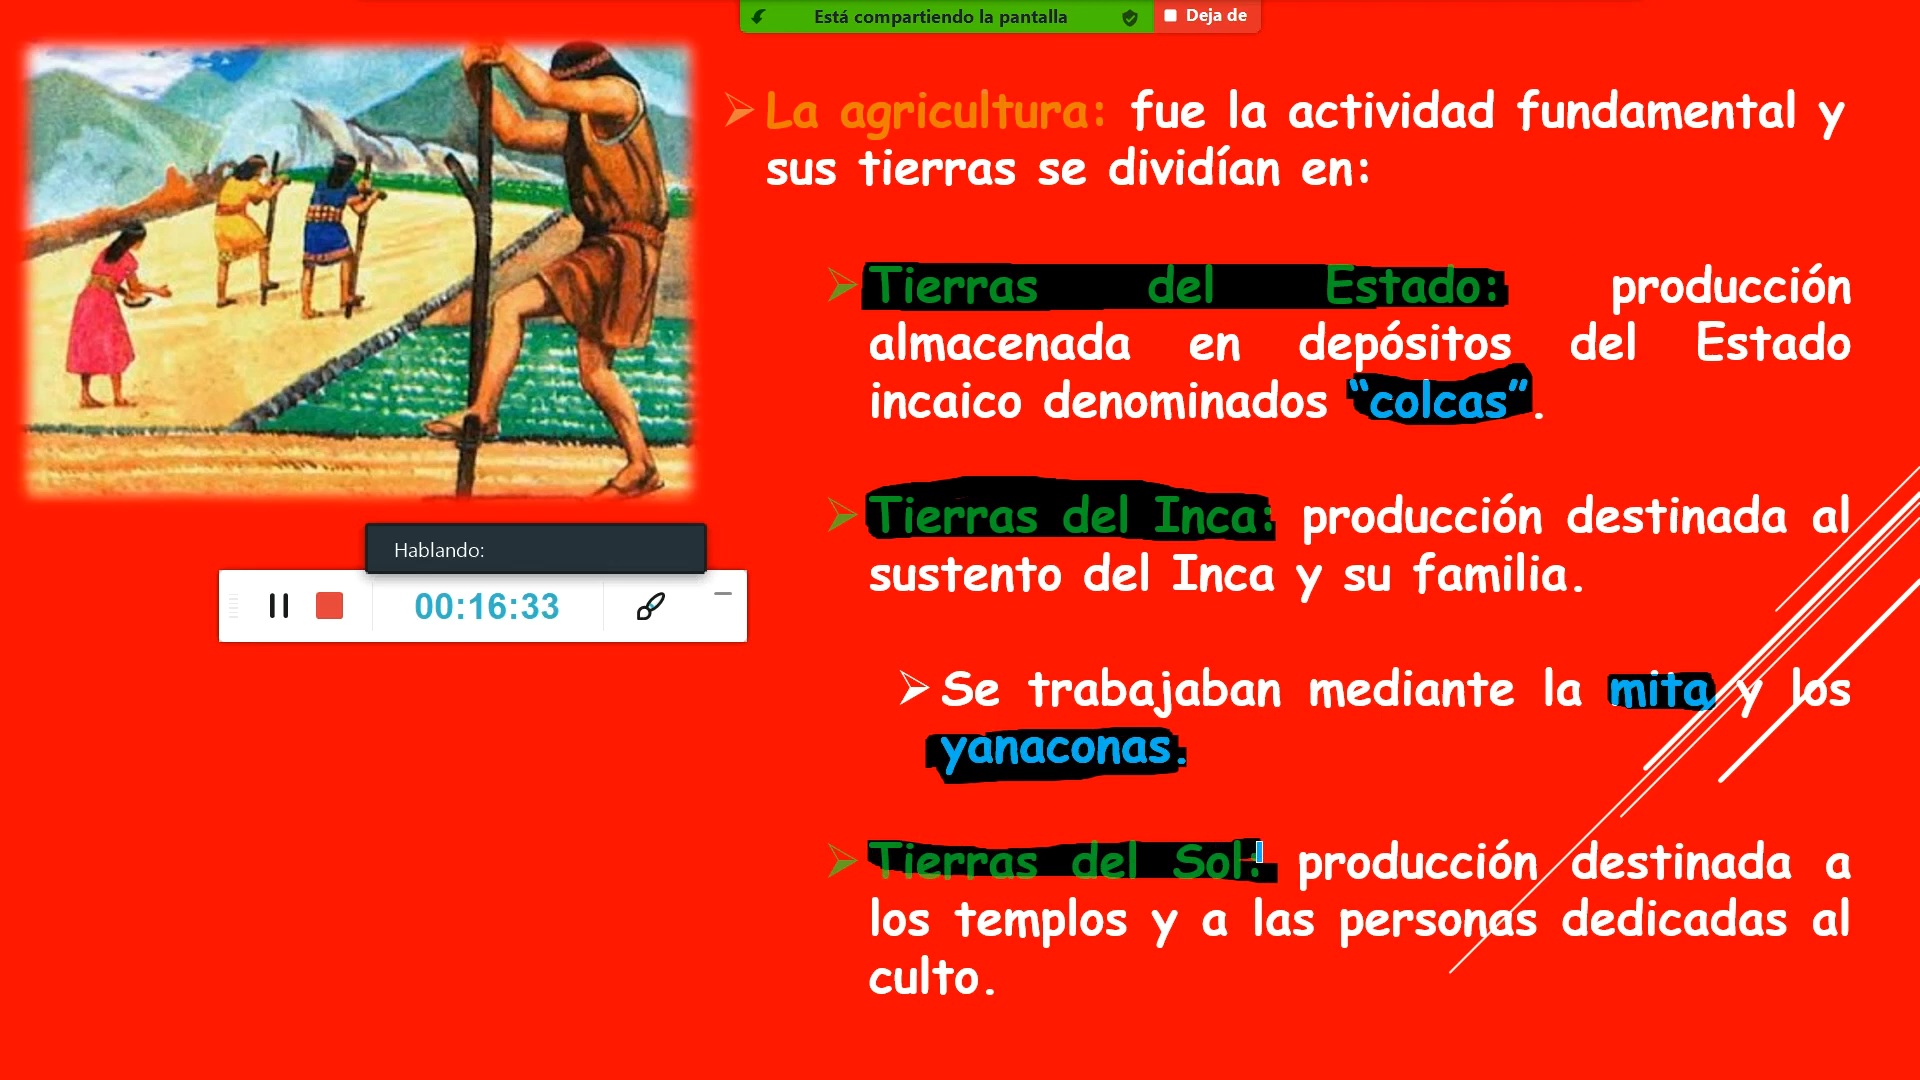 Está compartiendo la pantalla
Deja de
La agricultura: fue la actividad fundamental y
sus tierras se dividían en:
Tierras del Estado: producción
almacenada en depósitos del Estado
incaico denominados “colcas”.
Tierras del Inca: producción destinada al
sustento del Inca y su familia.
Hablando:
00:16:33
Se trabajaban mediante la mita y los
yanaconas.
Tierras del Sol: producción destinada a
los templos y a las personas dedicadas al
culto.